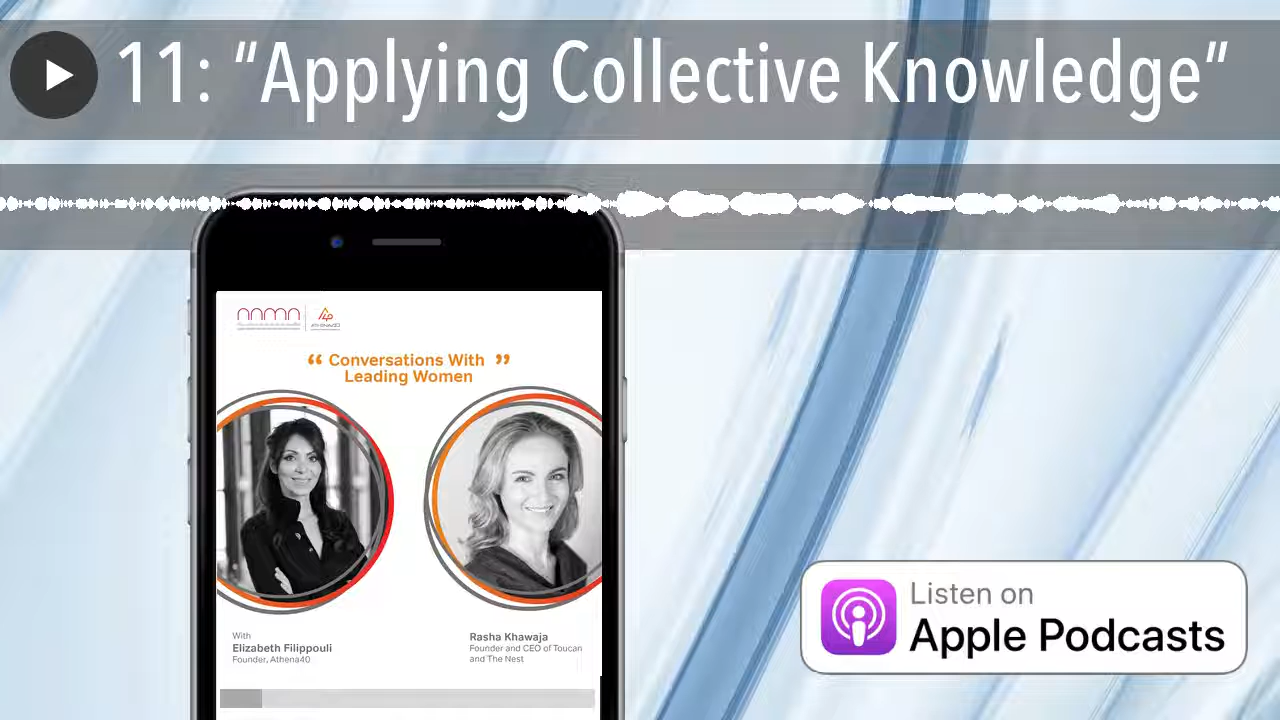 11: “Applying Collective Knowledge”
ATHENA40
“ Conversations With ”
Leading Women
With
Elizabeth Filippouli
Founder, Athena40
Rasha Khawaja
Founder and CEO of Toucan
and The Nest
Listen on
Apple Podcasts